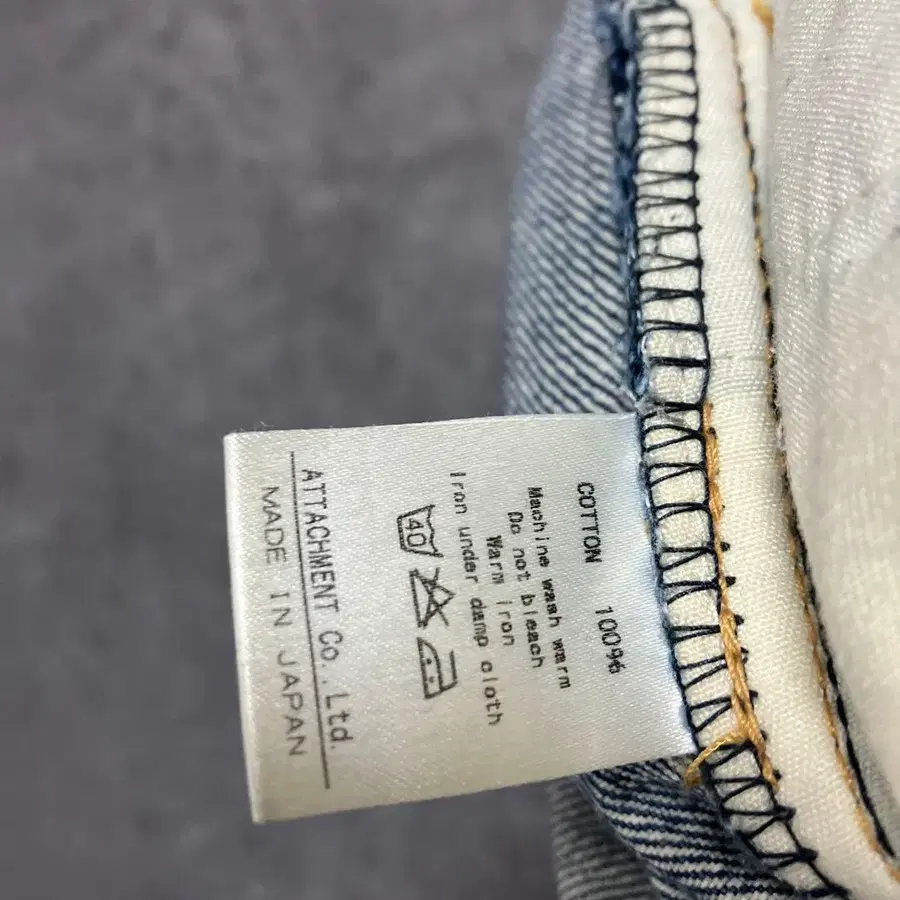 COTTON 100%
Machine wash warm
Do not bleach
Warm iron
Iron under damp cloth
40
ATTACHMENT Co.,Ltd.
MADE IN JAPAN